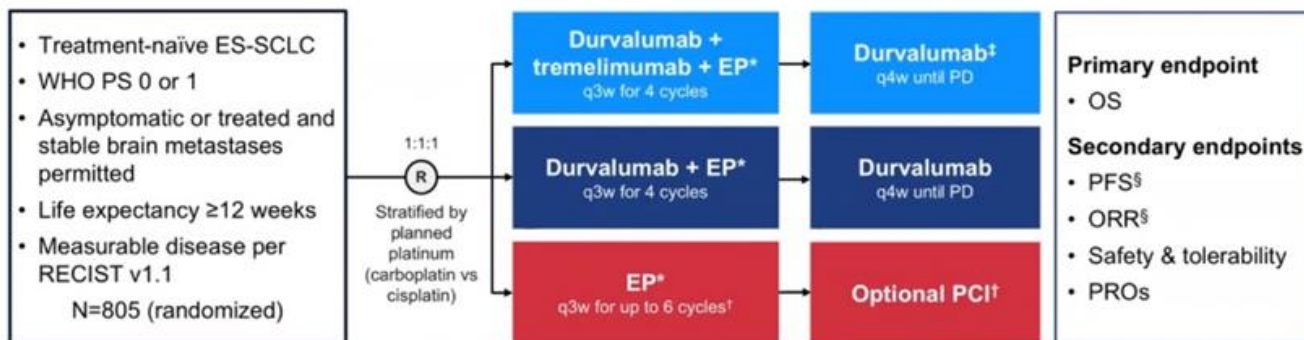 • Treatment-naïve ES-SCLC
• WHO PS 0 or 1
• Asymptomatic or treated and
stable brain metastases
permitted
• Life expectancy ≥12 weeks
• Measurable disease per
RECIST v1.1
N=805 (randomized)
1:1:1
R
Stratified by
planned
platinum
(carboplatin vs
cisplatin)
Durvalumab +
tremelimumab + EP*
q3w for 4 cycles
Durvalumab‡
q4w until PD
Durvalumab + EP*
q3w for 4 cycles
Durvalumab
q4w until PD
EP*
q3w for up to 6 cycles†
Optional PCI†
Primary endpoint
• OS
Secondary endpoints
• PFS§
• ORR§
• Safety & tolerability
• PROs